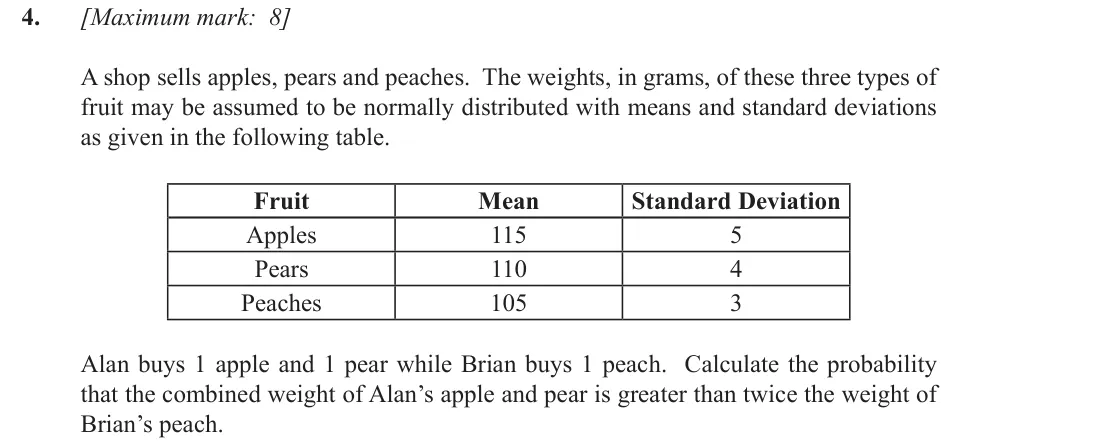 4. [Maximum mark: 8]
A shop sells apples, pears and peaches. The weights, in grams, of these three types of
fruit may be assumed to be normally distributed with means and standard deviations
as given in the following table.
Fruit Mean Standard Deviation
Apples 115 5
Pears 110 4
Peaches 105 3
Alan buys 1 apple and 1 pear while Brian buys 1 peach. Calculate the probability
that the combined weight of Alan's apple and pear is greater than twice the weight of
Brian's peach.